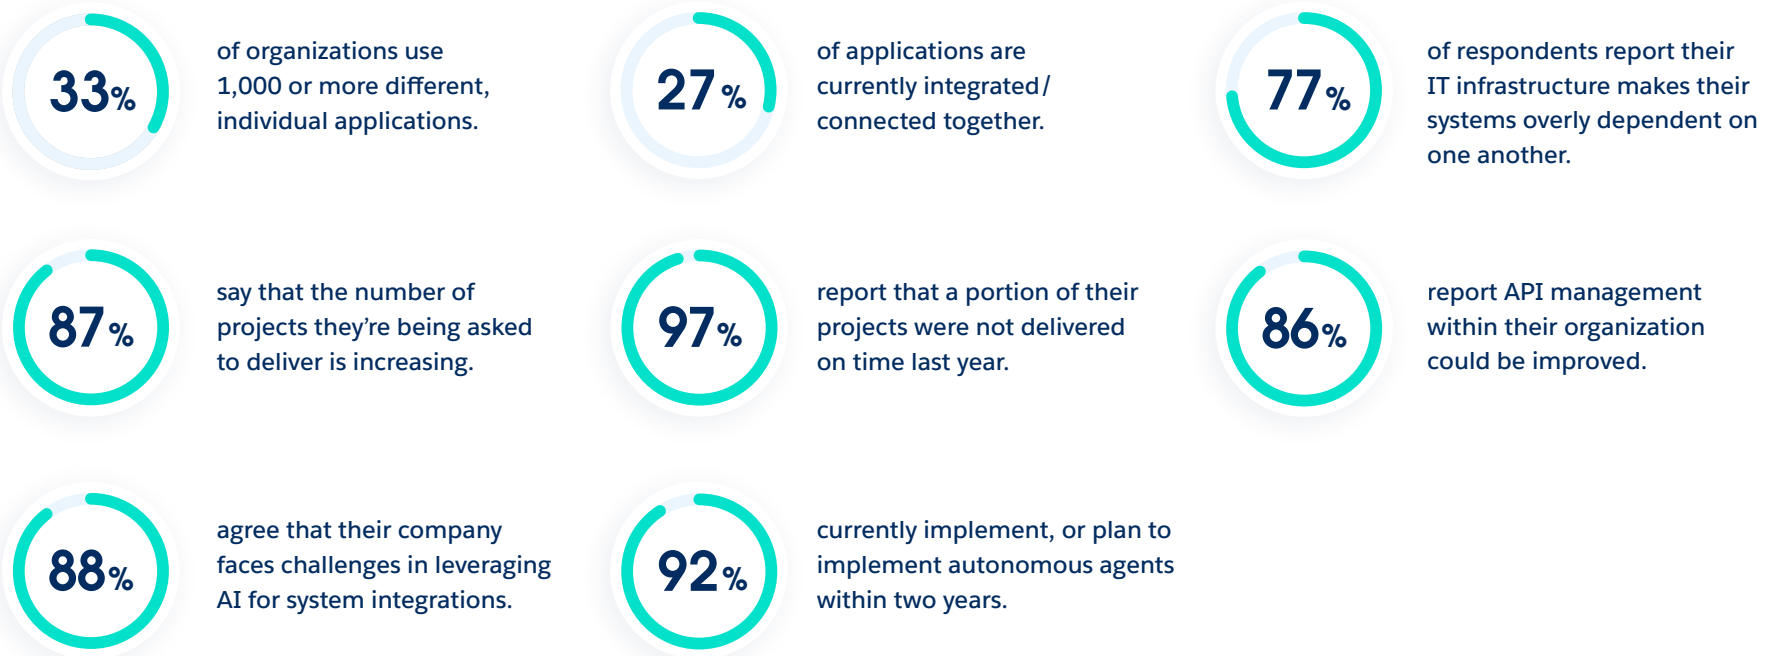 33%
of organizations use
1,000 or more different,
individual applications.
27%
of applications are
currently integrated/
connected together.
77%
of respondents report their
IT infrastructure makes their
systems overly dependent on
one another.
87%
say that the number of
projects they’re being asked
to deliver is increasing.
97%
report that a portion of their
projects were not delivered
on time last year.
86%
report API management
within their organization
could be improved.
88%
agree that their company
faces challenges in leveraging
AI for system integrations.
92%
currently implement, or plan to
implement autonomous agents
within two years.